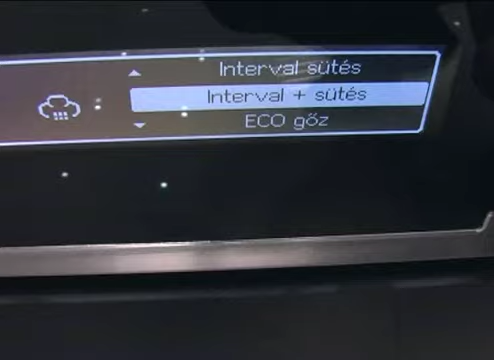 Interval sütés
Interval + sütés
ECO gőz